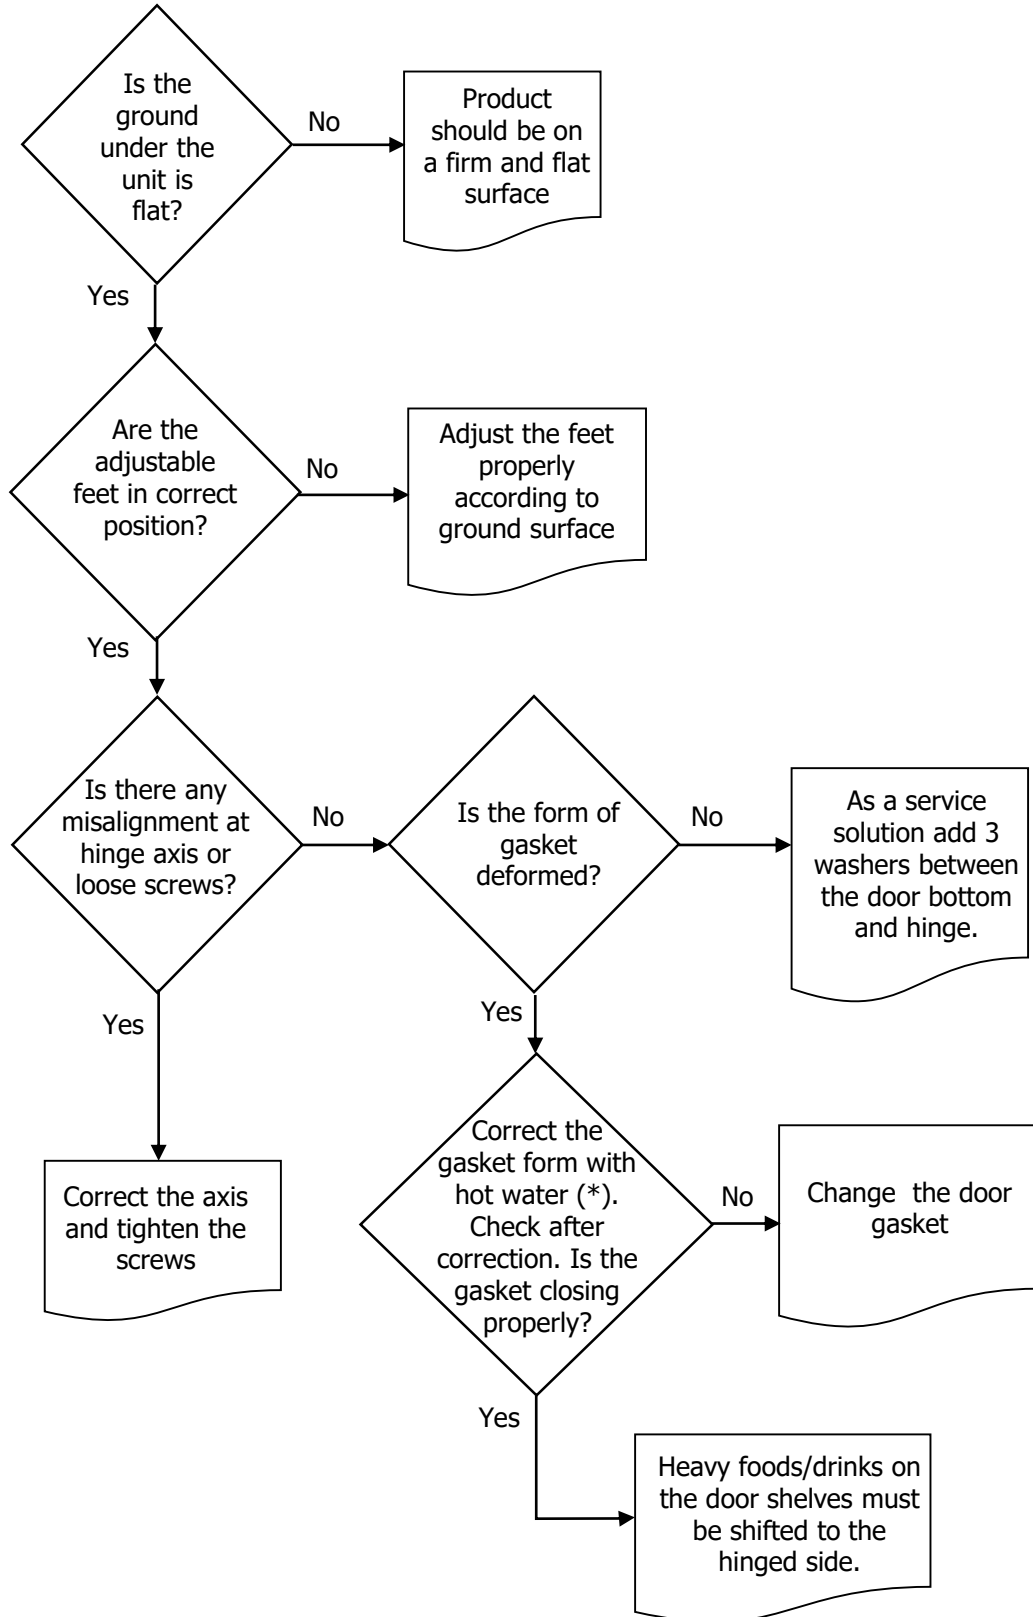 Is the
ground
under the
unit is
flat?
No
Product
should be on
a firm and flat
surface
Yes
Are the
adjustable
feet in correct
position?
No
Adjust the feet
properly
according to
ground surface
Yes
Is there any
misalignment at
hinge axis or
loose screws?
No
Is the form of
gasket
deformed?
No
As a service
solution add 3
washers between
the door bottom
and hinge.
Yes
Correct the axis
and tighten the
screws
Yes
Correct the
gasket form with
hot water (*).
Check after
correction. Is the
gasket closing
properly?
No
Change  the door
gasket
Yes
Heavy foods/drinks on
the door shelves must
be shifted to the
hinged side.